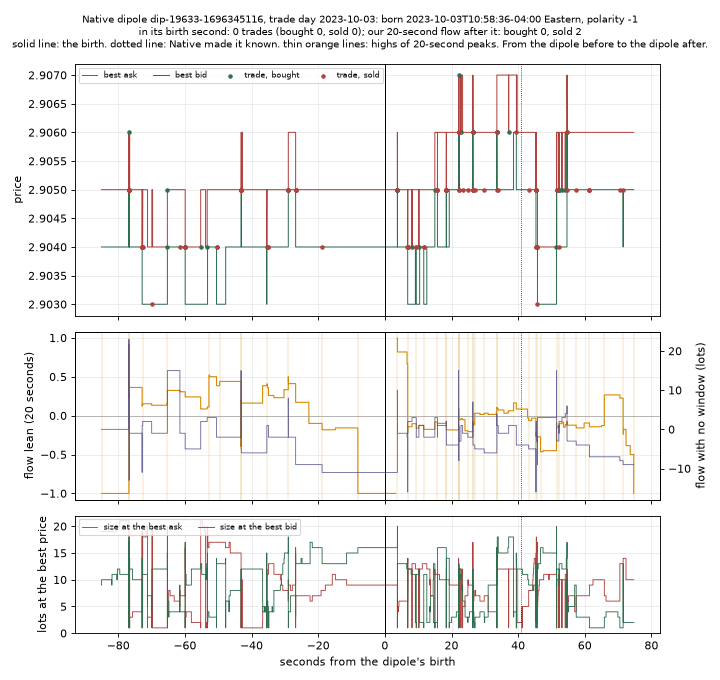 Native dipole dip-19633-1696345116, trade day 2023-10-03: born 2023-10-03T10:58:36-04:00 Eastern, polarity -1
in its birth second: 0 trades (bought 0, sold 0); our 20-second flow after it: bought 0, sold 2
solid line: the birth. dotted line: Native made it known. thin orange lines: highs of 20-second peaks. From the dipole before to the dipole after.
best ask
best bid
trade, bought
trade, sold
2.9070
2.9065
2.9060
2.9055
2.9050
2.9045
2.9040
2.9035
2.9030
price
1.0
0.5
0.0
−0.5
−1.0
flow lean (20 seconds)
20
10
0
−10
flow with no window (lots)
size at the best ask
size at the best bid
20
15
10
5
0
lots at the best price
−80
−60
−40
−20
0
20
40
60
80
seconds from the dipole's birth